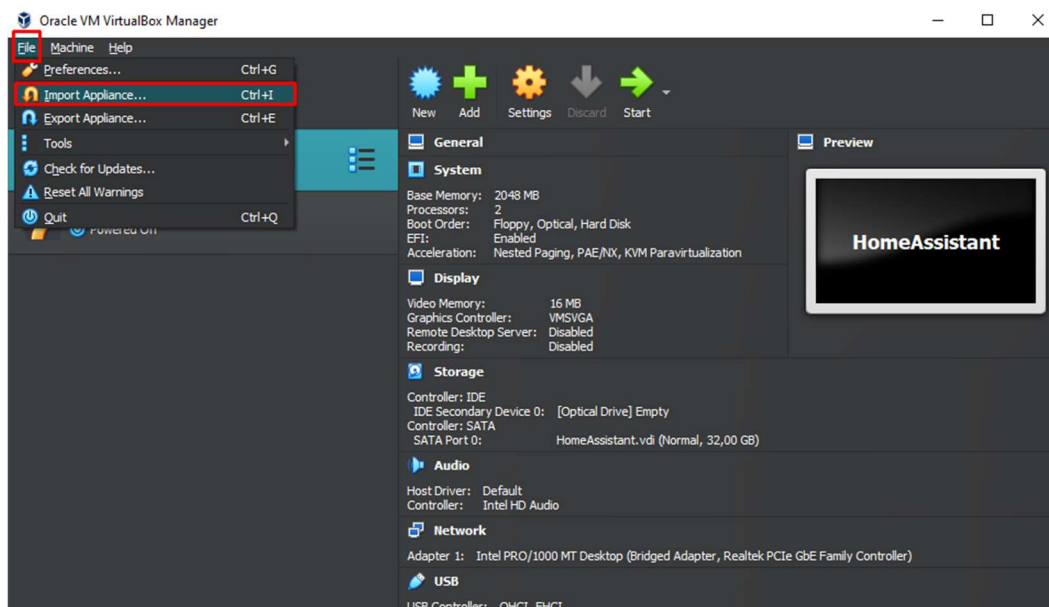 Oracle VM VirtualBox Manager
File Machine Help
Preferences... Ctrl+G
Import Appliance... Ctrl+I
Export Appliance... Ctrl+E
Tools
Check for Updates...
Reset All Warnings
Quit Ctrl+Q
Powered Off
New Add Settings Discard Start
General
System
Base Memory: 2048 MB
Processors: 2
Boot Order: Floppy, Optical, Hard Disk
EFI: Enabled
Acceleration: Nested Paging, PAE/NX, KVM Paravirtualization
Display
Video Memory: 16 MB
Graphics Controller: VMSVGA
Remote Desktop Server: Disabled
Recording: Disabled
Storage
Controller: IDE
IDE Secondary Device 0: [Optical Drive] Empty
Controller: SATA
SATA Port 0: HomeAssistant.vdi (Normal, 32,00 GB)
Audio
Host Driver: Default
Controller: Intel HD Audio
Network
Adapter 1: Intel PRO/1000 MT Desktop (Bridged Adapter, Realtek PCIe GbE Family Controller)
USB
USB Controller: OHCI, EHCI
Preview
HomeAssistant